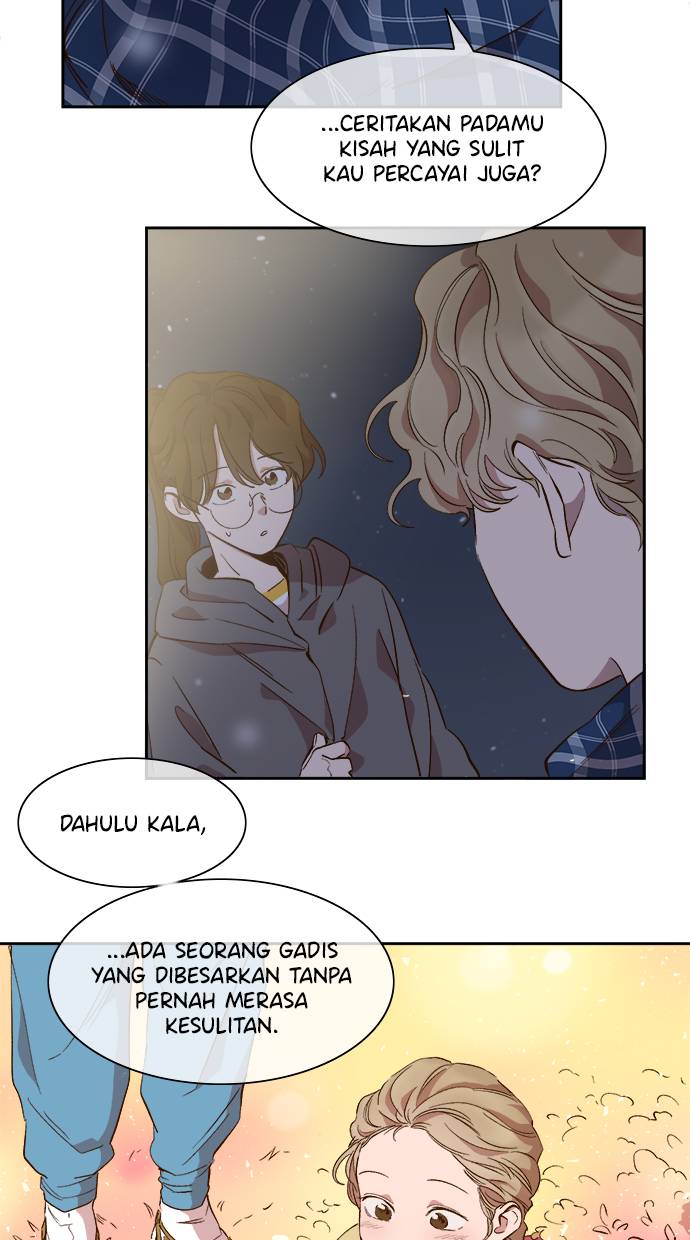 ...CERITAKAN PADAMU
KISAH YANG SULIT
KAU PERCAYAI JUGA?
DAHULU KALA,
...ADA SEORANG GADIS
YANG DIBESARKAN TANPA
PERNAH MERASA
KESULITAN.